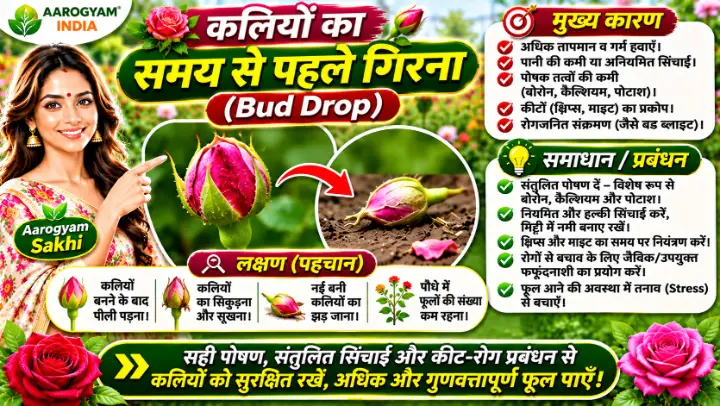 AAROGYAM®
INDIA
कलियों का
समय से पहले गिरना
(Bud Drop)
Aarogyam
Sakhi
लक्षण (पहचान)
कलियों
बनने के बाद
पीली पड़ना।
कलियों
का सिकुड़ना
और सूखना।
नई बनी
कलियों का
झड़ जाना।
पौधे में
फूलों की संख्या
कम रहना।
मुख्य कारण
अधिक तापमान व गर्म हवाएँ।
पानी की कमी या अनियमित सिंचाई।
पोषक तत्वों की कमी
(बोरोन, कैल्शियम, पोटाश)।
कीटों (थ्रिप्स, माइट) का प्रकोप।
रोगजनित संक्रमण (जैसे बड ब्लाइट)।
समाधान / प्रबंधन
संतुलित पोषण दें – विशेष रूप से
बोरोन, कैल्शियम और पोटाश।
नियमित और हल्की सिंचाई करें,
मिट्टी में नमी बनाए रखें।
थ्रिप्स और माइट का समय पर नियंत्रण करें।
रोगों से बचाव के लिए जैविक/उपयुक्त
फफूंदनाशी का प्रयोग करें।
फूल आने की अवस्था में तनाव (Stress)
से बचाएँ।
सही पोषण, संतुलित सिंचाई और कीट-रोग प्रबंधन से
कलियों को सुरक्षित रखें, अधिक और गुणवत्तापूर्ण फूल पाएँ!